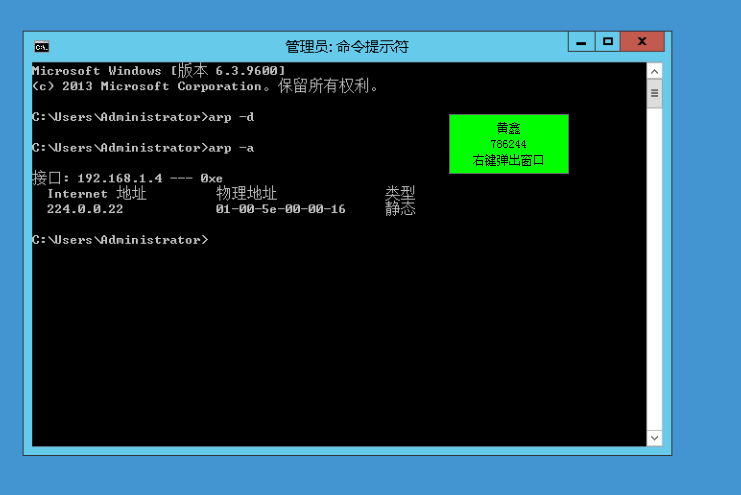 管理员: 命令提示符
Microsoft Windows [版本 6.3.9600]
(c) 2013 Microsoft Corporation。保留所有权利。
C:\Users\Administrator>arp -d
C:\Users\Administrator>arp -a
接口: 192.168.1.4 --- 0xe
Internet 地址 物理地址 类型
224.0.0.22 01-00-5e-00-00-16 静态
C:\Users\Administrator>
黄鑫
786244
右键弹出窗口